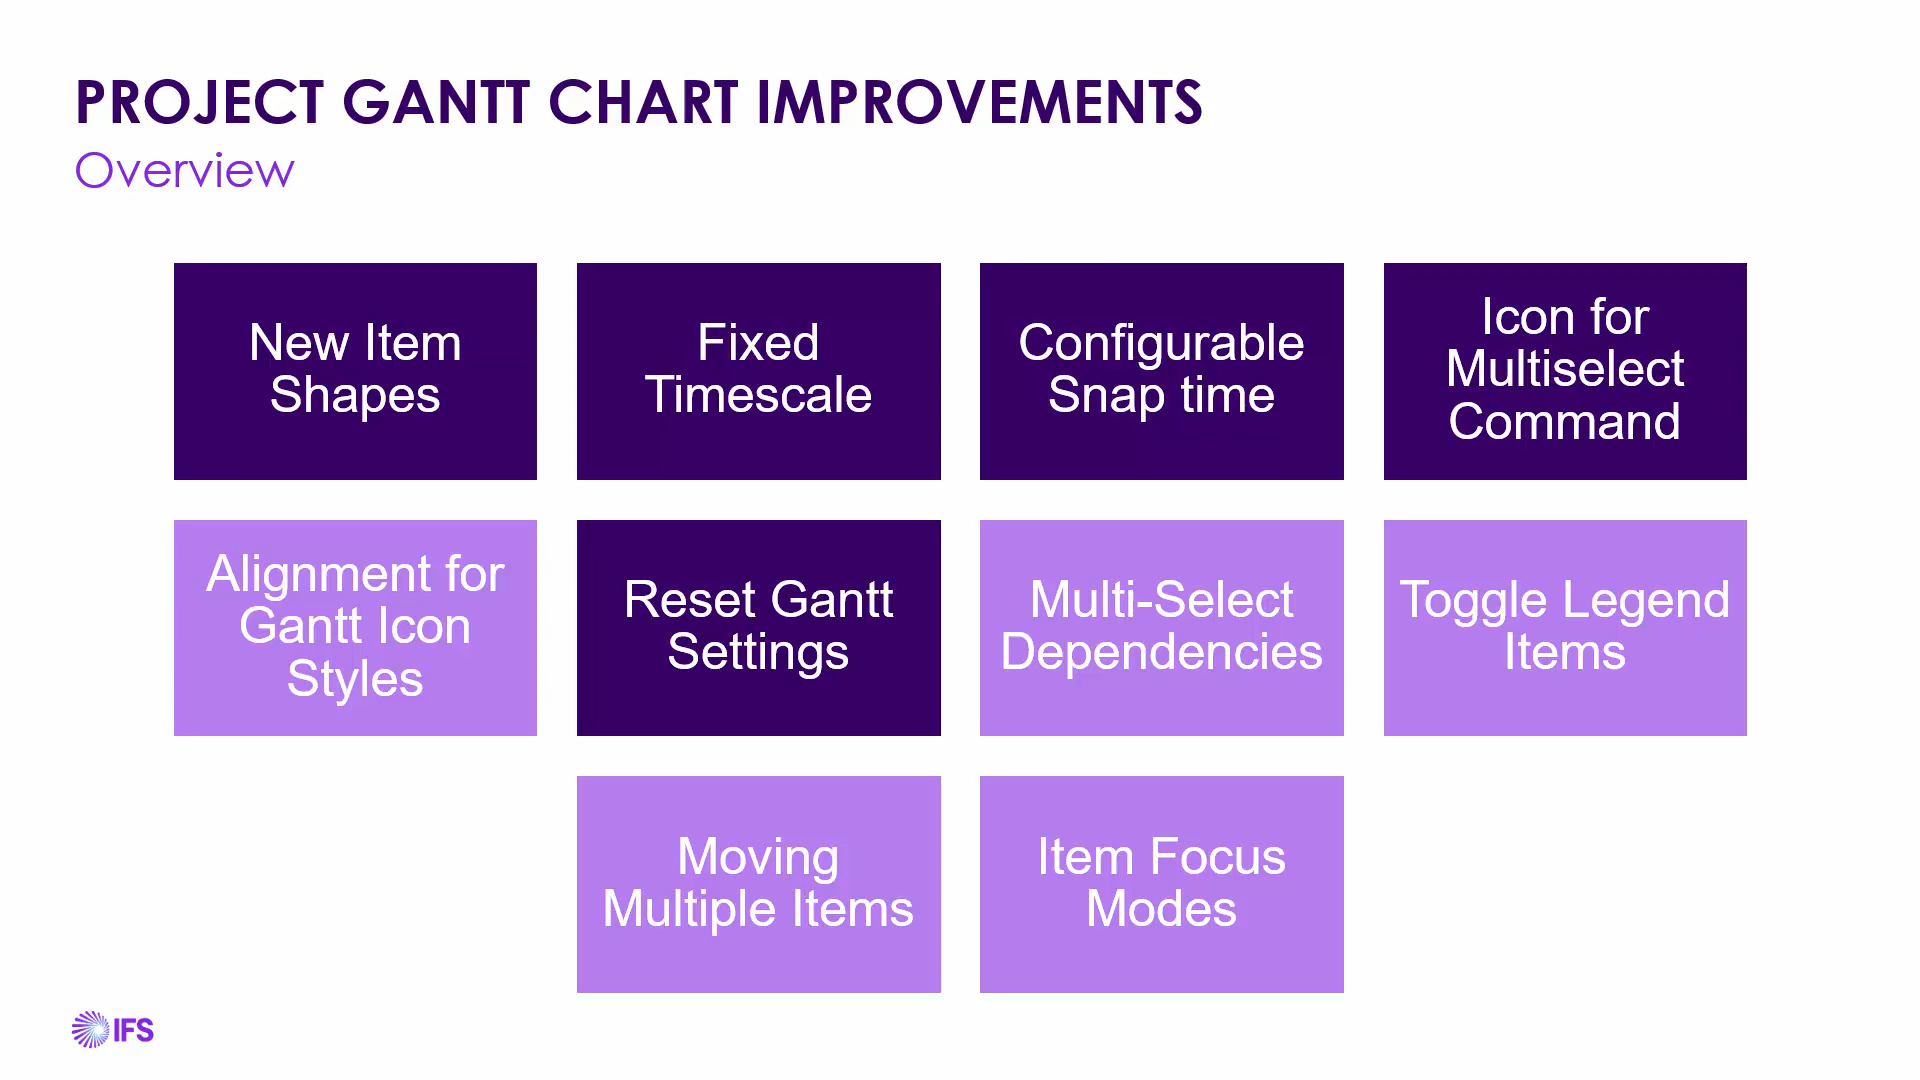 PROJECT GANTT CHART IMPROVEMENTS
Overview
New Item
Shapes
Fixed
Timescale
Configurable
Snap time
Icon for
Multiselect
Command
Alignment for
Gantt Icon
Styles
Reset Gantt
Settings
Multi-Select
Dependencies
Toggle Legend
Items
Moving
Multiple Items
Item Focus
Modes
IFS